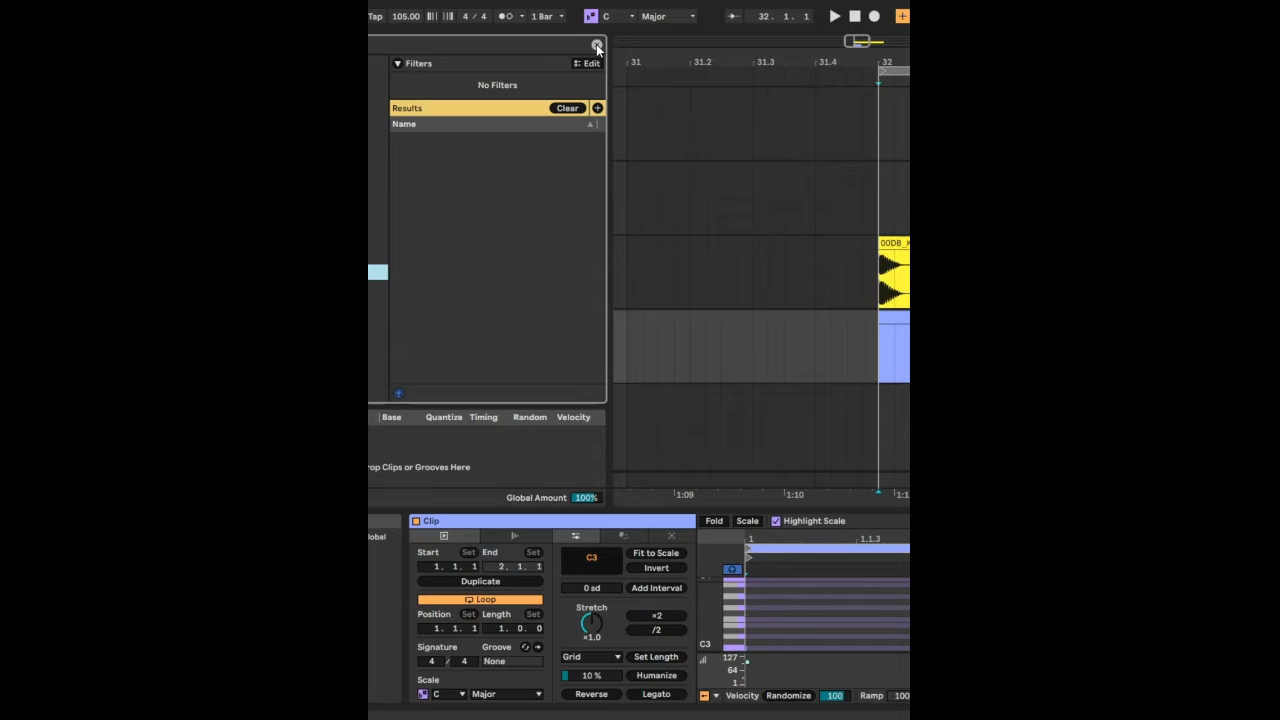 Tap 105.00 4 / 4 1 Bar C Major 32. 1. 1
31 31.2 31.3 31.4 32
Filters Edit
No Filters
Results Clear
Name
00DB_K
Base Quantize Timing Random Velocity
rop Clips or Grooves Here
Global Amount 100%
1:09 1:10 1:1
Clip Fold Scale Highlight Scale
lobal
1 1.1.3
Start Set End Set C3 Fit to Scale
1. 1. 1 2. 1. 1 Invert
Duplicate 0 sd Add Interval
Loop Stretch ×2
Position Set Length Set ×1.0 /2
1. 1. 1 1. 0. 0
Signature Groove C3
4 / 4 None Grid Set Length 127
Scale 10 % Humanize 64
1
C Major Reverse Legato Velocity Randomize 100 Ramp 100